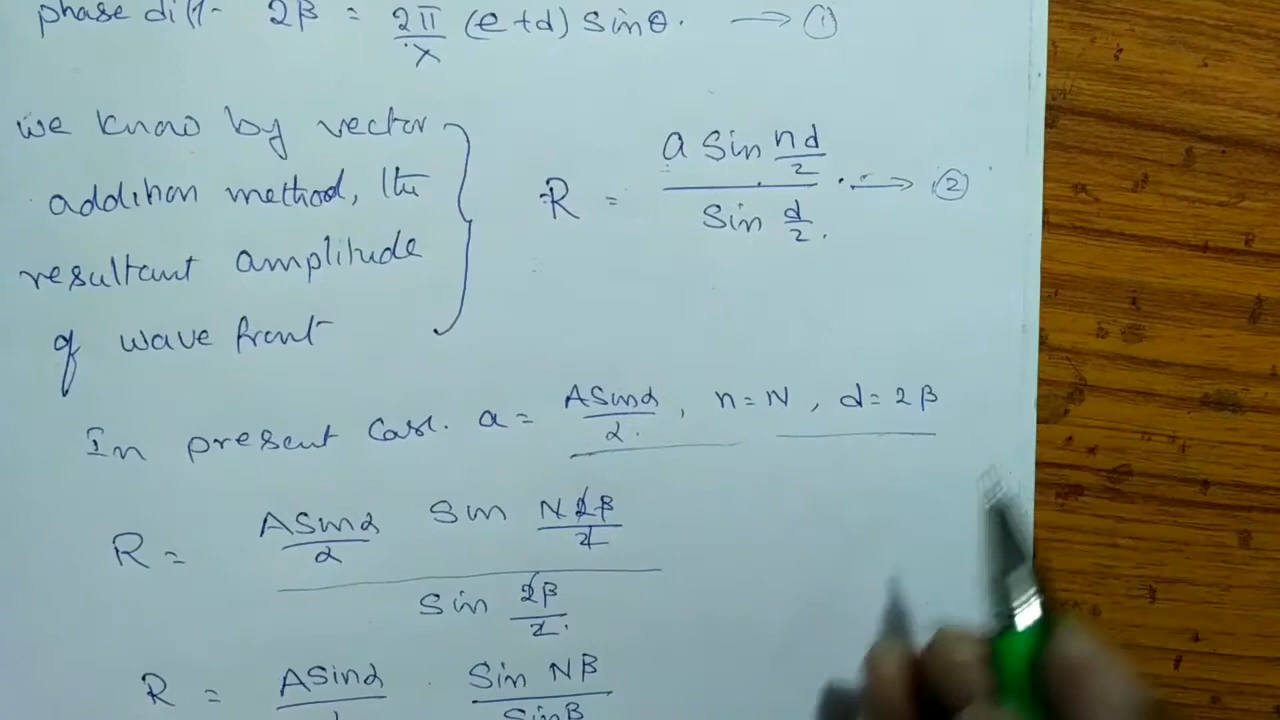 phase diff- 2β = 2π/λ (e+d) sinθ. → ①
we know by vector
addition method, the
resultant amplitude
of wave front
R = a sin nd/2 / sin d/2. → ②
In present case. a = A sinα/α, n=N, d=2β
R = A sinα/α sin N2β/2 / sin 2β/2.
R = A sinα/α . sin Nβ / sinβ